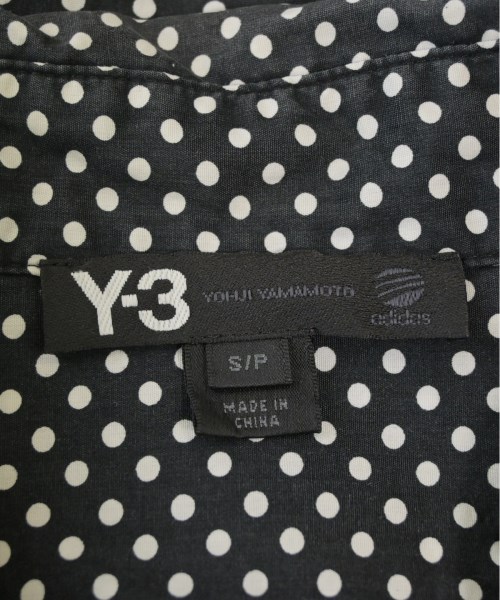 Y-3 YOHJI YAMAMOTO adidas
S/P
MADE IN
CHINA